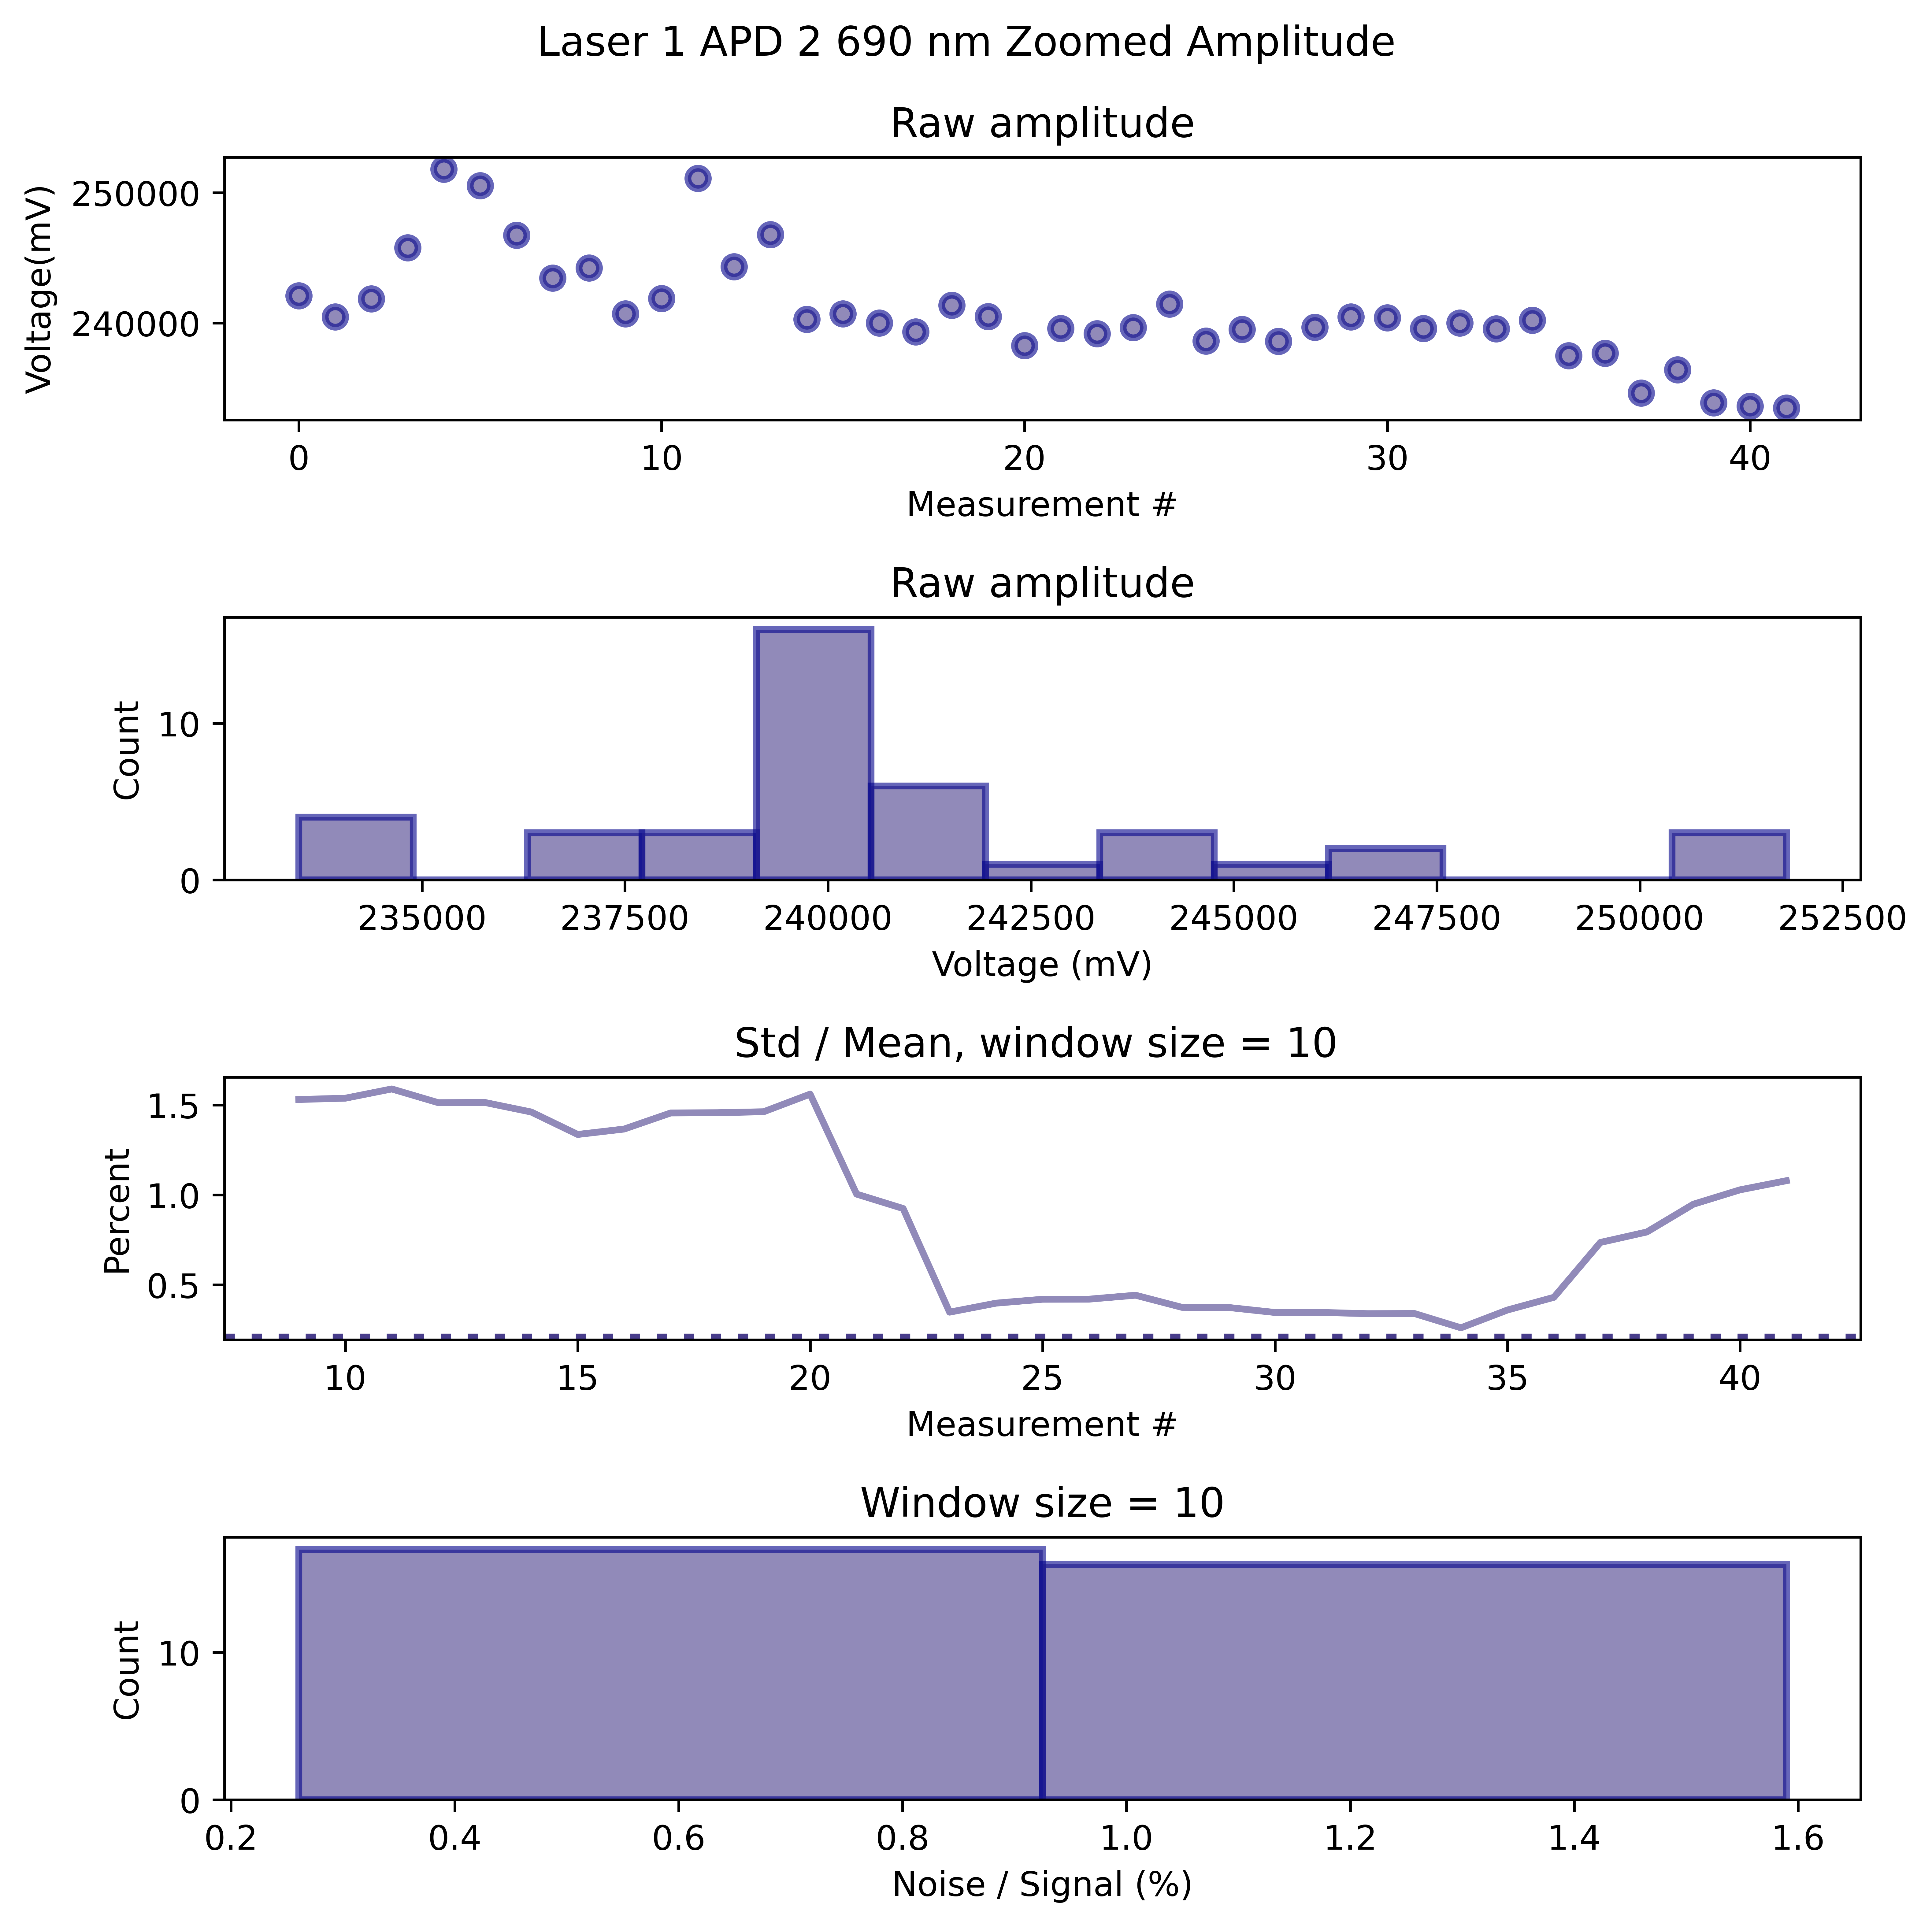 Laser 1 APD 2 690 nm Zoomed Amplitude
Raw amplitude
Voltage(mV)
250000
240000
0 10 20 30 40
Measurement #
Raw amplitude
Count
10
0
235000 237500 240000 242500 245000 247500 250000 252500
Voltage (mV)
Std / Mean, window size = 10
Percent
1.5
1.0
0.5
10 15 20 25 30 35 40
Measurement #
Window size = 10
Count
10
0
0.2 0.4 0.6 0.8 1.0 1.2 1.4 1.6
Noise / Signal (%)